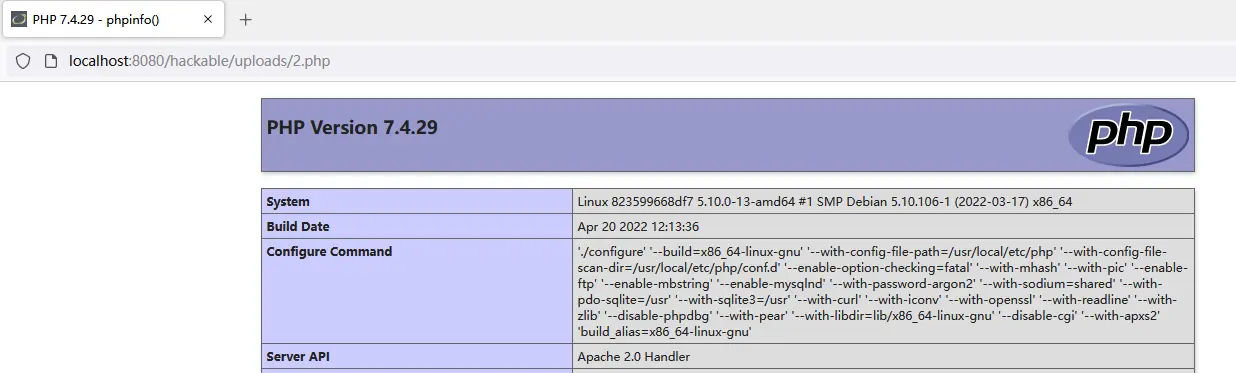 PHP 7.4.29 - phpinfo()
localhost:8080/hackable/uploads/2.php
PHP Version 7.4.29
php
System Linux 823599668df7 5.10.0-13-amd64 #1 SMP Debian 5.10.106-1 (2022-03-17) x86_64
Build Date Apr 20 2022 12:13:36
Configure Command './configure' '--build=x86_64-linux-gnu' '--with-config-file-path=/usr/local/etc/php' '--with-config-file-
scan-dir=/usr/local/etc/php/conf.d' '--enable-option-checking=fatal' '--with-mhash' '--with-pic' '--enable-
ftp' '--enable-mbstring' '--enable-mysqlnd' '--with-password-argon2' '--with-sodium=shared' '--with-
pdo-sqlite=/usr' '--with-sqlite3=/usr' '--with-curl' '--with-iconv' '--with-openssl' '--with-readline' '--with-
zlib' '--disable-phpdbg' '--with-pear' '--with-libdir=lib/x86_64-linux-gnu' '--disable-cgi' '--with-apxs2'
'build_alias=x86_64-linux-gnu'
Server API Apache 2.0 Handler